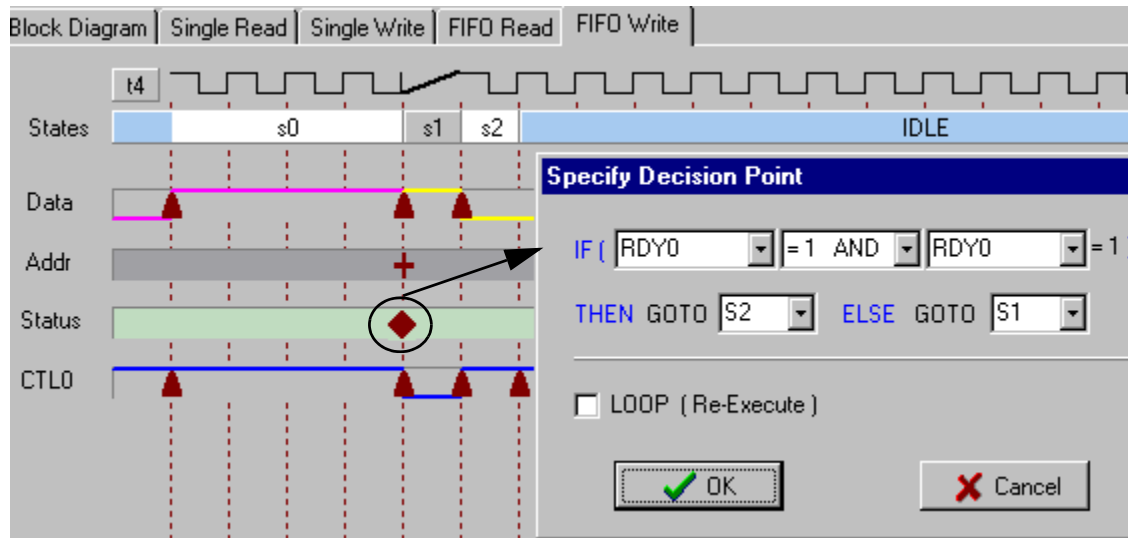 Block Diagram Single Read Single Write FIFO Read FIFO Write
t4
States s0 s1 s2 IDLE
Specify Decision Point
Data
IF ( RDY0 = 1 AND RDY0 = 1 )
Addr
THEN GOTO S2 ELSE GOTO S1
Status
CTL0
LOOP ( Re-Execute )
OK Cancel